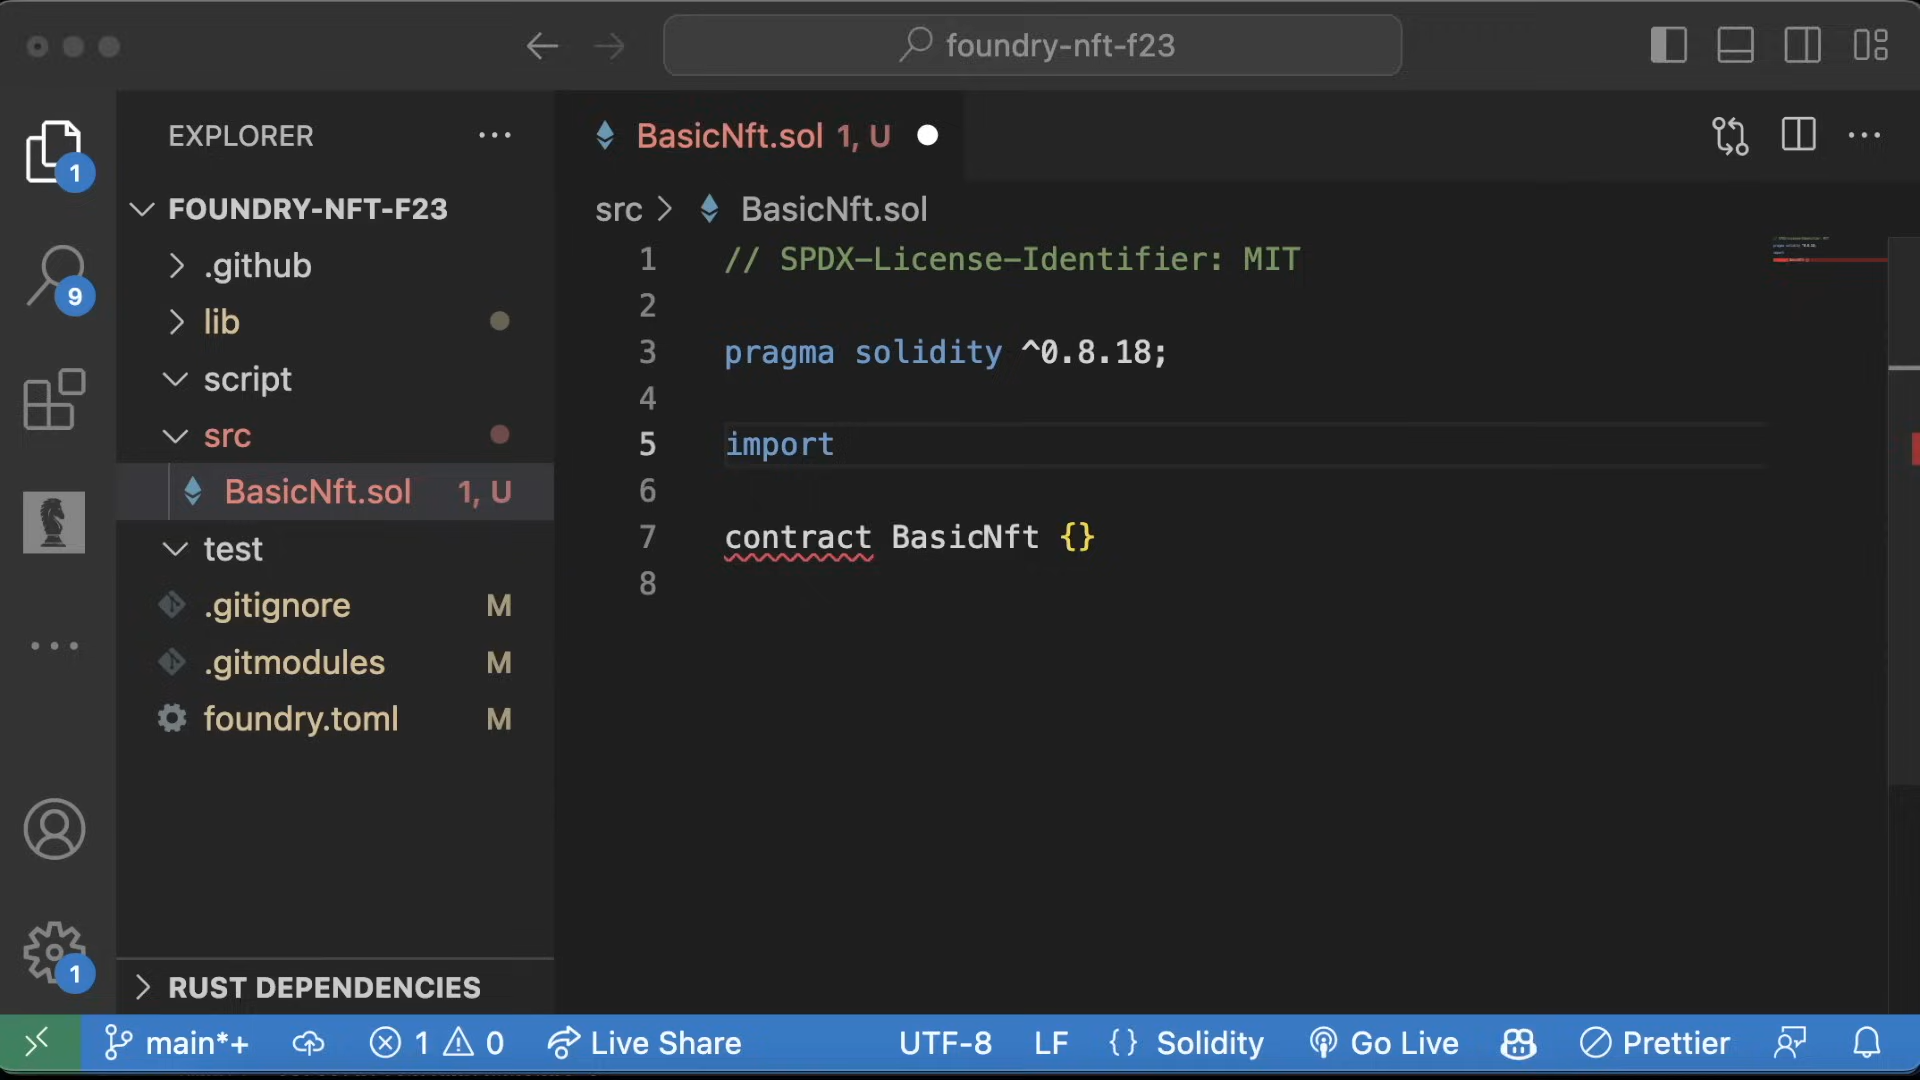 foundry-nft-f23
1
9
1
EXPLORER
FOUNDRY-NFT-F23
.github
lib
script
src
BasicNft.sol 1, U
test
.gitignore M
.gitmodules M
foundry.toml M
RUST DEPENDENCIES
BasicNft.sol 1, U
src > BasicNft.sol
1 // SPDX-License-Identifier: MIT
2
3 pragma solidity ^0.8.18;
4
5 import
6
7 contract BasicNft {}
8
main*+ 1 0 Live Share UTF-8 LF {} Solidity Go Live Prettier